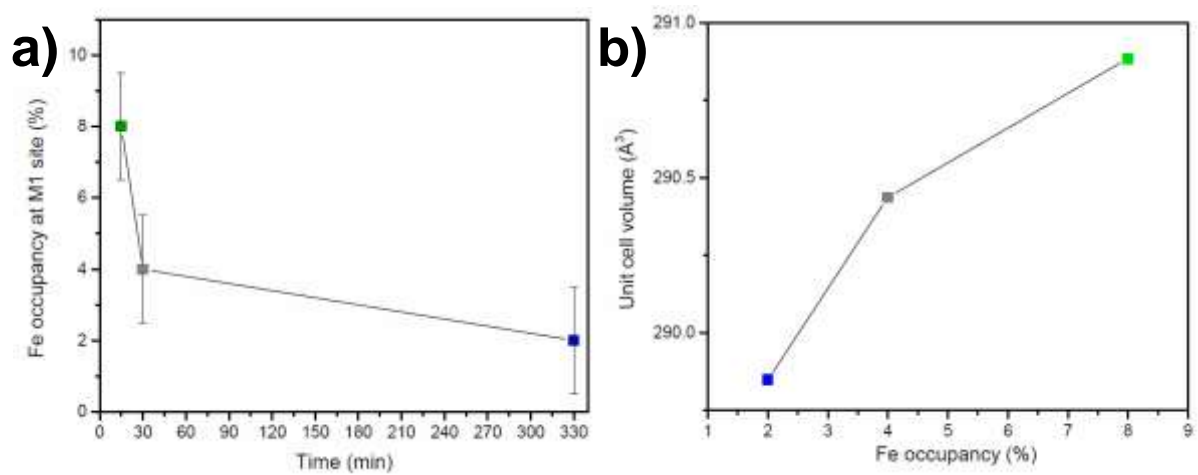 a)
Fe occupancy at M1 site (%)
10
8
6
4
2
0
0 30 60 90 120 150 180 210 240 270 300 330
Time (min)
b)
Unit cell volume (Å³)
291.0
290.5
290.0
1 2 3 4 5 6 7 8 9
Fe occupancy (%)